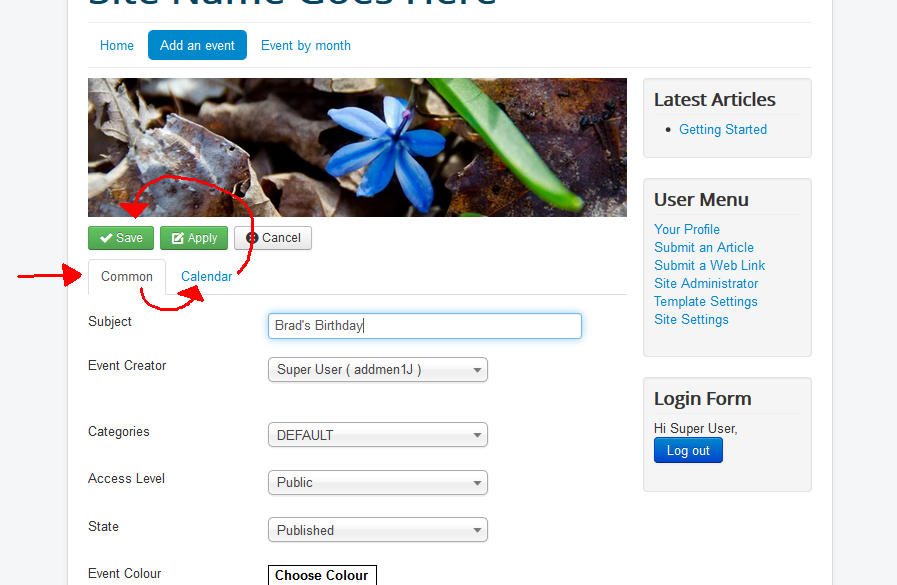 Site Name Goes Here
Home Add an event Event by month
Latest Articles
Getting Started
User Menu
Your Profile
Submit an Article
Submit a Web Link
Site Administrator
Template Settings
Site Settings
Login Form
Hi Super User,
Log out
Save Apply Cancel
Common Calendar
Subject Brad's Birthday
Event Creator Super User ( addmen1J )
Categories DEFAULT
Access Level Public
State Published
Event Colour Choose Colour